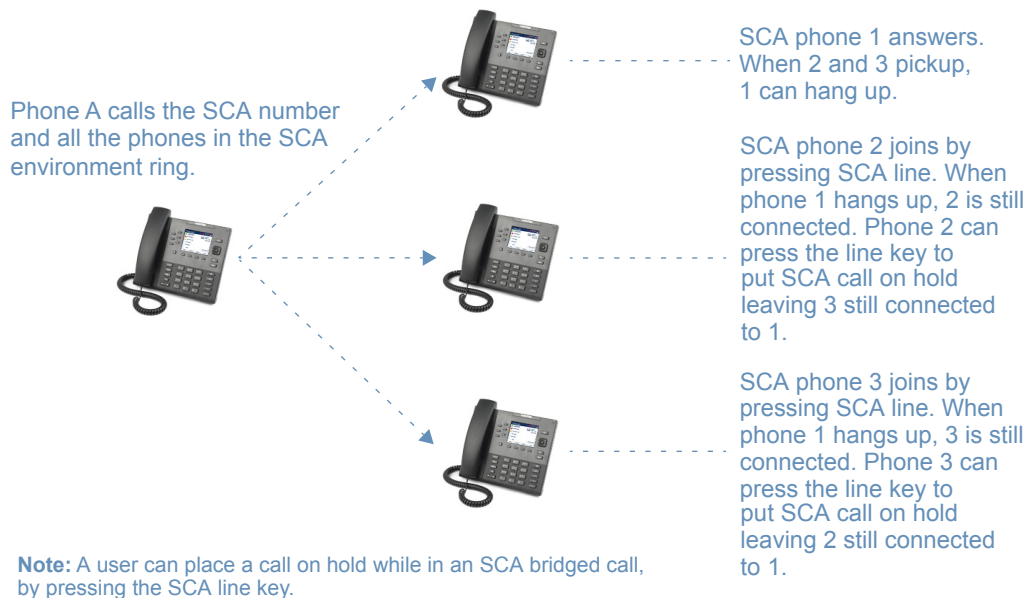 Phone A calls the SCA number
and all the phones in the SCA
environment ring.
SCA phone 1 answers.
When 2 and 3 pickup,
1 can hang up.
SCA phone 2 joins by
pressing SCA line. When
phone 1 hangs up, 2 is still
connected. Phone 2 can
press the line key to
put SCA call on hold
leaving 3 still connected
to 1.
SCA phone 3 joins by
pressing SCA line. When
phone 1 hangs up, 3 is still
connected. Phone 3 can
press the line key to
put SCA call on hold
leaving 2 still connected
to 1.
Note: A user can place a call on hold while in an SCA bridged call,
by pressing the SCA line key.